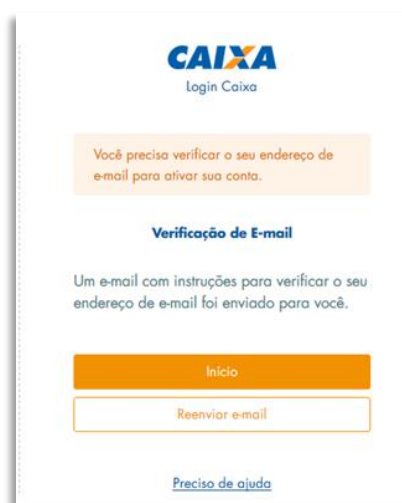 CAIXA
Login Caixa
Você precisa verificar o seu endereço de
e-mail para ativar sua conta.
Verificação de E-mail
Um e-mail com instruções para verificar o seu
endereço de e-mail foi enviado para você.
Início
Reenviar e-mail
Preciso de ajuda